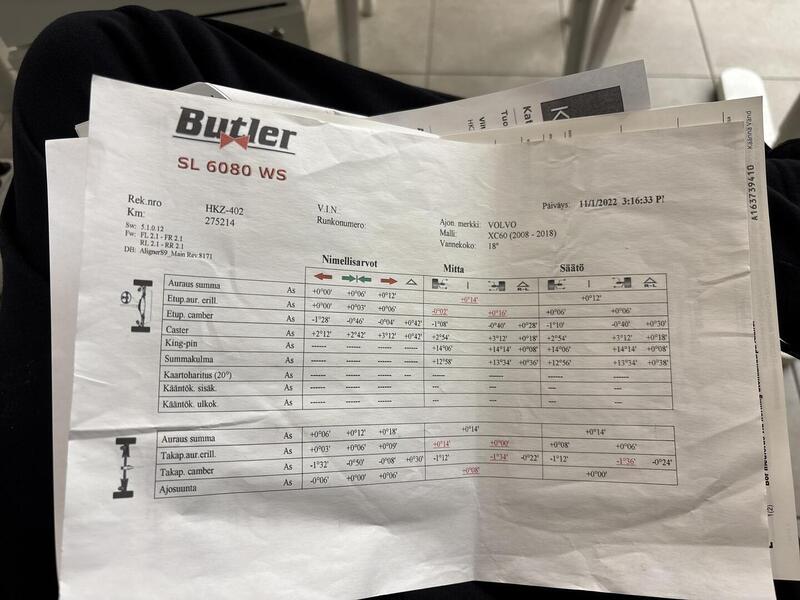 Butler
SL 6080 WS
Rek.nro HKZ-402 V.I.N Päiväys: 11/1/2022 3:16:33 P!
Km: 275214 Runkonumero: Ajon. merkki: VOLVO
Sw: 5.1.0.12 Malli: XC60 (2008 - 2018)
Fw: FL 2.1 - FR 2.1 Vannekoko: 18"
RL 2.1 - RR 2.1
DB: AlignerS9_Main Rev.8171
Nimellisarvot Mitta Säätö
R-L R-L R-L
Auraus summa As +0°00' +0°06' +0°12' +0°14' +0°12'
Etup.aur. erill. As +0°00' +0°03' +0°06' -0°02' +0°16' +0°06' +0°06'
Etup. camber As -1°28' -0°46' -0°04' +0°42' -1°08' -0°40' +0°28' -1°10' -0°40' +0°30'
Caster As +2°12' +2°42' +3°12' +0°42' +2°54' +3°12' +0°18' +2°54' +3°12' +0°18'
King-pin As ------ ------ ------ +14°06' +14°14' +0°08' +14°06' +14°14' +0°08'
Summakulma As ------ ------ ------ +12°58' +13°34' +0°36' +12°56' +13°34' +0°38'
Kaartoharitus (20°) As ------ ------ ------ --- --- ------ ------
Kääntök. sisäk. As ------ ------ ------ --- --- --- ---
Kääntök. ulkok. As ------ ------ ------ --- --- --- ---
Auraus summa As +0°06' +0°12' +0°18' +0°14' +0°14'
Takap.aur.erill. As +0°03' +0°06' +0°09' +0°14' +0°00' +0°08' +0°06'
Takap. camber As -1°32' -0°50' -0°08' +0°30' -1°12' -1°34' -0°22' -1°12' -1°36' -0°24'
Ajosuunta As -0°06' +0°00' +0°06' +0°08' +0°00'
A163739410
Käännä Vänd
1(2)